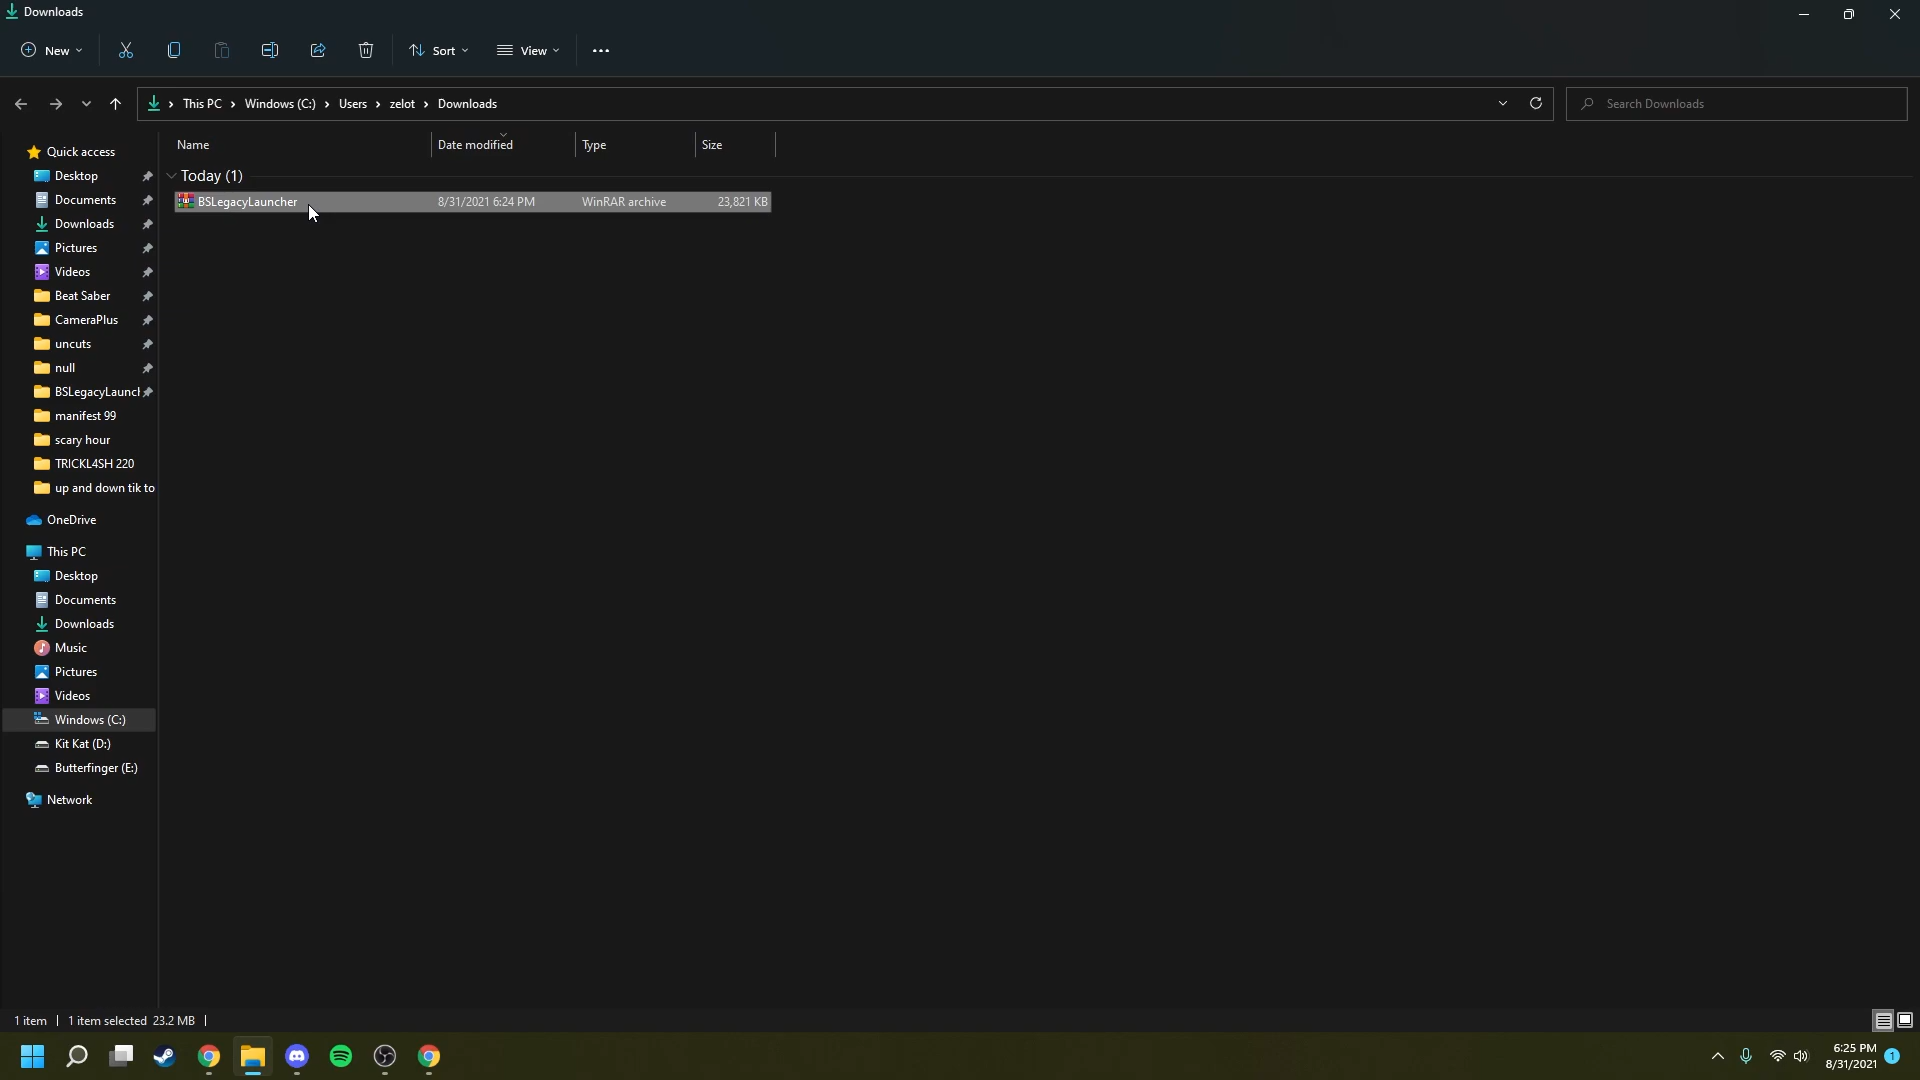 Downloads
New
Sort
View
This PC
Windows (C:)
Users
zelot
Downloads
Search Downloads
Name
Date modified
Type
Size
Today (1)
BSLegacyLauncher
8/31/2021 6:24 PM
WinRAR archive
23,821 KB
Quick access
Desktop
Documents
Downloads
Pictures
Videos
Beat Saber
CameraPlus
uncuts
null
BSLegacyLauncl
manifest 99
scary hour
TRICKL4SH 220
up and down tik to
OneDrive
This PC
Desktop
Documents
Downloads
Music
Pictures
Videos
Windows (C:)
Kit Kat (D:)
Butterfinger (E:)
Network
1 item
1 item selected 23.2 MB
6:25 PM
8/31/2021
1